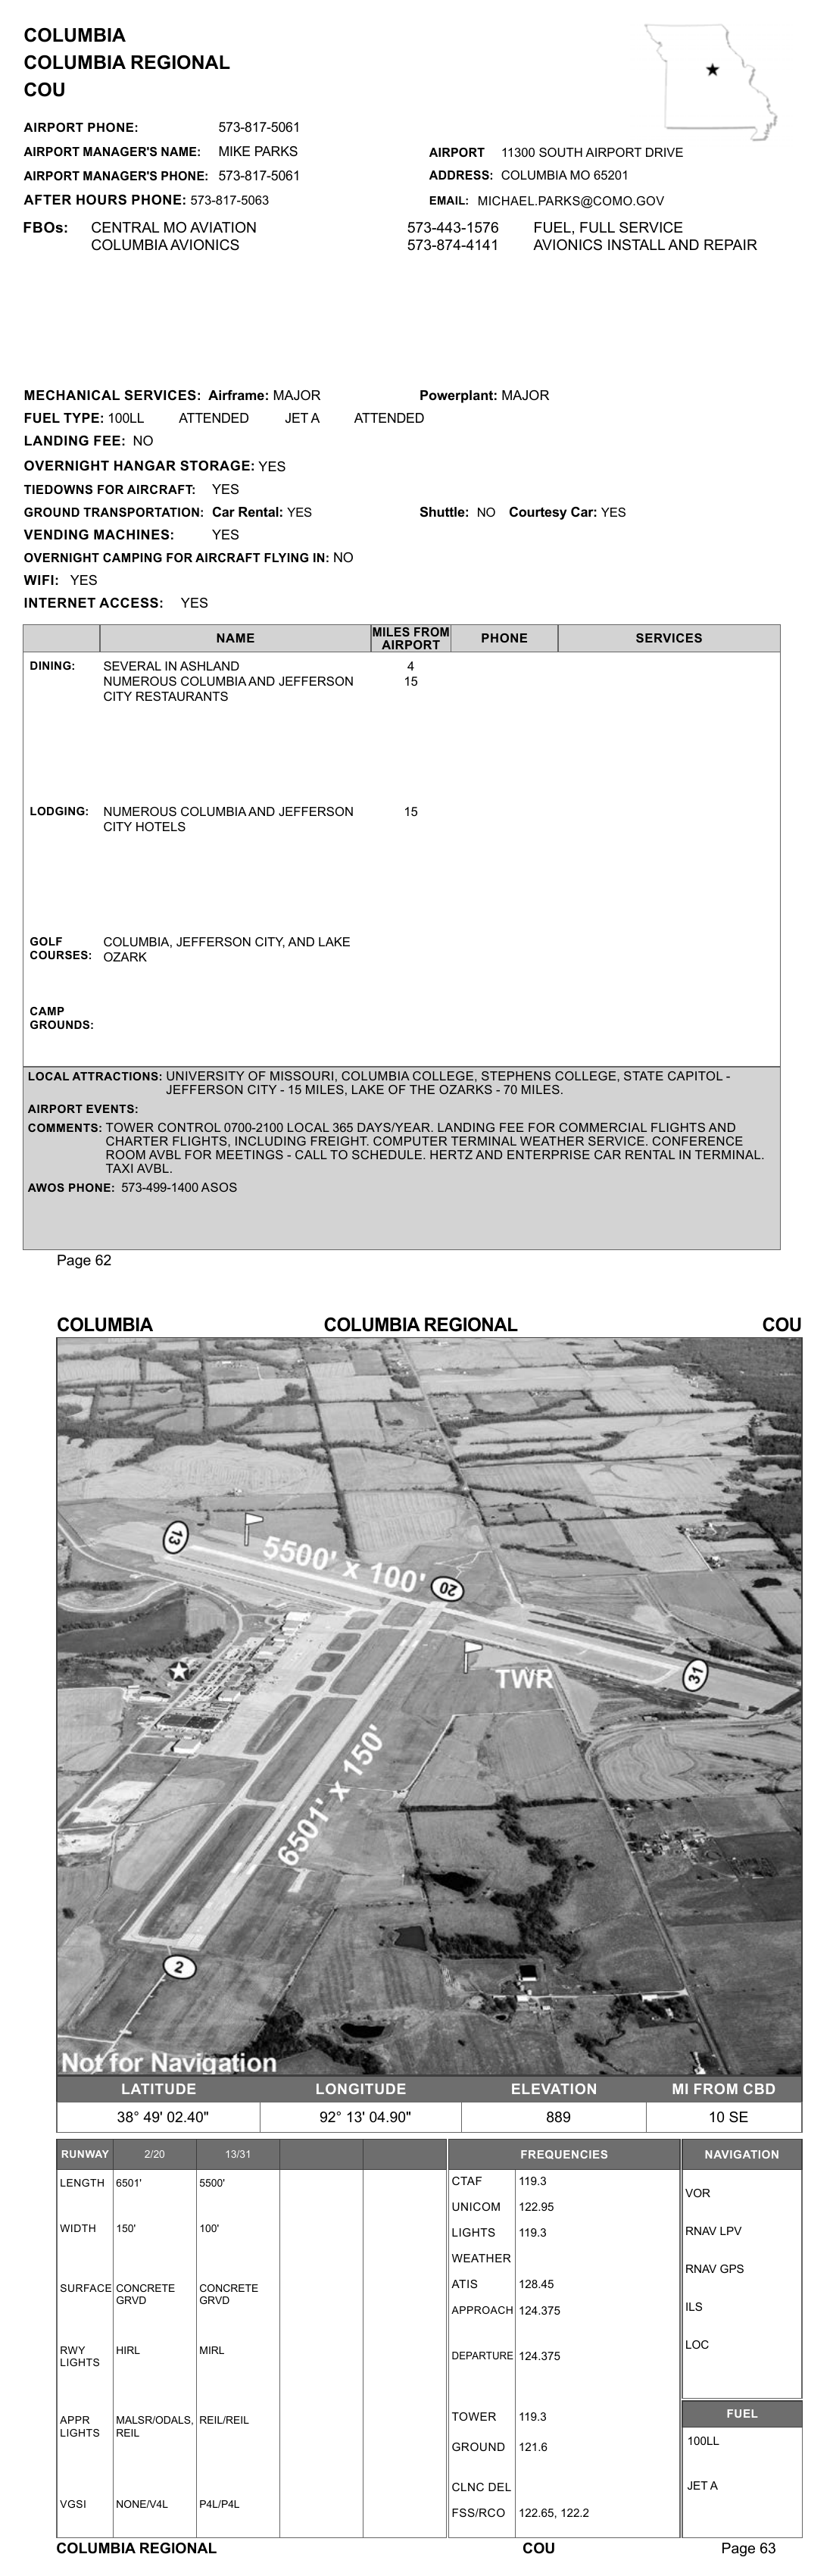 COLUMBIA
COLUMBIA REGIONAL
COU
AIRPORT PHONE: 573-817-5061
AIRPORT MANAGER'S NAME: MIKE PARKS
AIRPORT 11300 SOUTH AIRPORT DRIVE
AIRPORT MANAGER'S PHONE: 573-817-5061
ADDRESS: COLUMBIA MO 65201
AFTER HOURS PHONE: 573-817-5063
EMAIL: MICHAEL.PARKS@COMO.GOV
FBOs: CENTRAL MO AVIATION 573-443-1576 FUEL, FULL SERVICE
COLUMBIA AVIONICS 573-874-4141 AVIONICS INSTALL AND REPAIR
MECHANICAL SERVICES: Airframe: MAJOR Powerplant: MAJOR
FUEL TYPE: 100LL ATTENDED JET A ATTENDED
LANDING FEE: NO
OVERNIGHT HANGAR STORAGE: YES
TIEDOWNS FOR AIRCRAFT: YES
GROUND TRANSPORTATION: Car Rental: YES Shuttle: NO Courtesy Car: YES
VENDING MACHINES: YES
OVERNIGHT CAMPING FOR AIRCRAFT FLYING IN: NO
WIFI: YES
INTERNET ACCESS: YES
NAME MILES FROM AIRPORT PHONE SERVICES
DINING: SEVERAL IN ASHLAND 4
NUMEROUS COLUMBIA AND JEFFERSON 15
CITY RESTAURANTS
LODGING: NUMEROUS COLUMBIA AND JEFFERSON 15
CITY HOTELS
GOLF COURSES: COLUMBIA, JEFFERSON CITY, AND LAKE
OZARK
CAMP
GROUNDS:
LOCAL ATTRACTIONS: UNIVERSITY OF MISSOURI, COLUMBIA COLLEGE, STEPHENS COLLEGE, STATE CAPITOL -
JEFFERSON CITY - 15 MILES, LAKE OF THE OZARKS - 70 MILES.
AIRPORT EVENTS:
COMMENTS: TOWER CONTROL 0700-2100 LOCAL 365 DAYS/YEAR. LANDING FEE FOR COMMERCIAL FLIGHTS AND
CHARTER FLIGHTS, INCLUDING FREIGHT. COMPUTER TERMINAL WEATHER SERVICE. CONFERENCE
ROOM AVBL FOR MEETINGS - CALL TO SCHEDULE. HERTZ AND ENTERPRISE CAR RENTAL IN TERMINAL.
TAXI AVBL.
AWOS PHONE: 573-499-1400 ASOS
Page 62
COLUMBIA COLUMBIA REGIONAL COU
13
5500' x 100'
20
TWR
31
6501' x 150'
2
Not for Navigation
LATITUDE LONGITUDE ELEVATION MI FROM CBD
38° 49' 02.40" 92° 13' 04.90" 889 10 SE
RUNWAY 2/20 13/31
LENGTH 6501' 5500'
WIDTH 150' 100'
SURFACE CONCRETE GRVD CONCRETE GRVD
RWY LIGHTS HIRL MIRL
APPR LIGHTS MALSR/ODALS, REIL REIL/REIL
VGSI NONE/V4L P4L/P4L
FREQUENCIES
CTAF 119.3
UNICOM 122.95
LIGHTS 119.3
WEATHER
ATIS 128.45
APPROACH 124.375
DEPARTURE 124.375
TOWER 119.3
GROUND 121.6
CLNC DEL
FSS/RCO 122.65, 122.2
NAVIGATION
VOR
RNAV LPV
RNAV GPS
ILS
LOC
FUEL
100LL
JET A
COLUMBIA REGIONAL COU Page 63